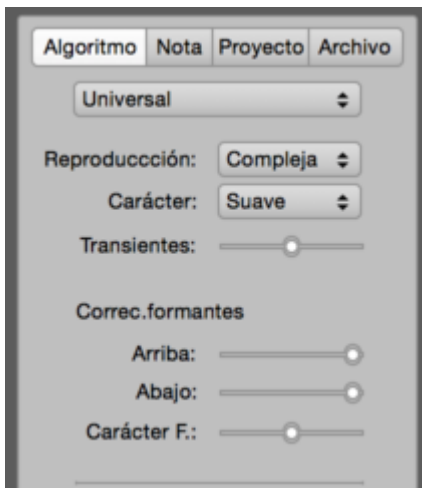 Algoritmo Nota Proyecto Archivo
Universal
Reproduccción: Compleja
Carácter: Suave
Transientes:
Correc.formantes
Arriba:
Abajo:
Carácter F.: